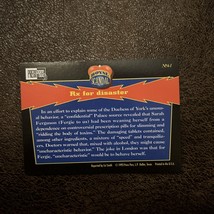 Rx for disaster
In an effort to explain some of the Duchess of York's unusual
behavior, a "confidential" Palace source revealed that Sarah
Ferguson (Fergie to us) had been wearing herself from a
dependence on controversial prescription pills for slimming and
"ridding the body of toxins." The damaging tablets contained,
among other ingredients, a mixture of "speed" and tranquiliz-
ers. Doctors warned that, mixed with alcohol, they might cause
"uncharacteristic behavior." The joke in London was that for
Fergie, "uncharacteristic" would be to behave herself.